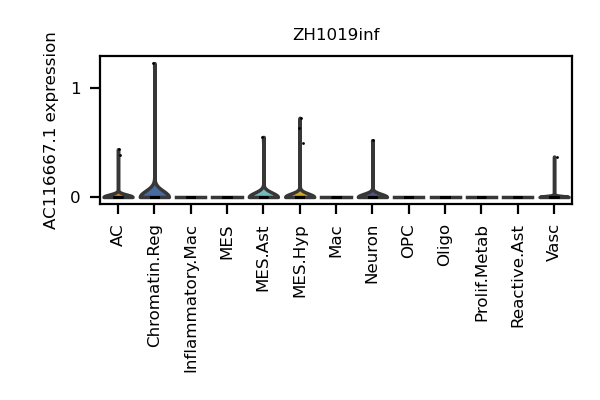 ZH1019inf
AC116667.1 expression
1
0
AC
Chromatin.Reg
Inflammatory.Mac
MES
MES.Ast
MES.Hyp
Mac
Neuron
OPC
Oligo
Prolif.Metab
Reactive.Ast
Vasc